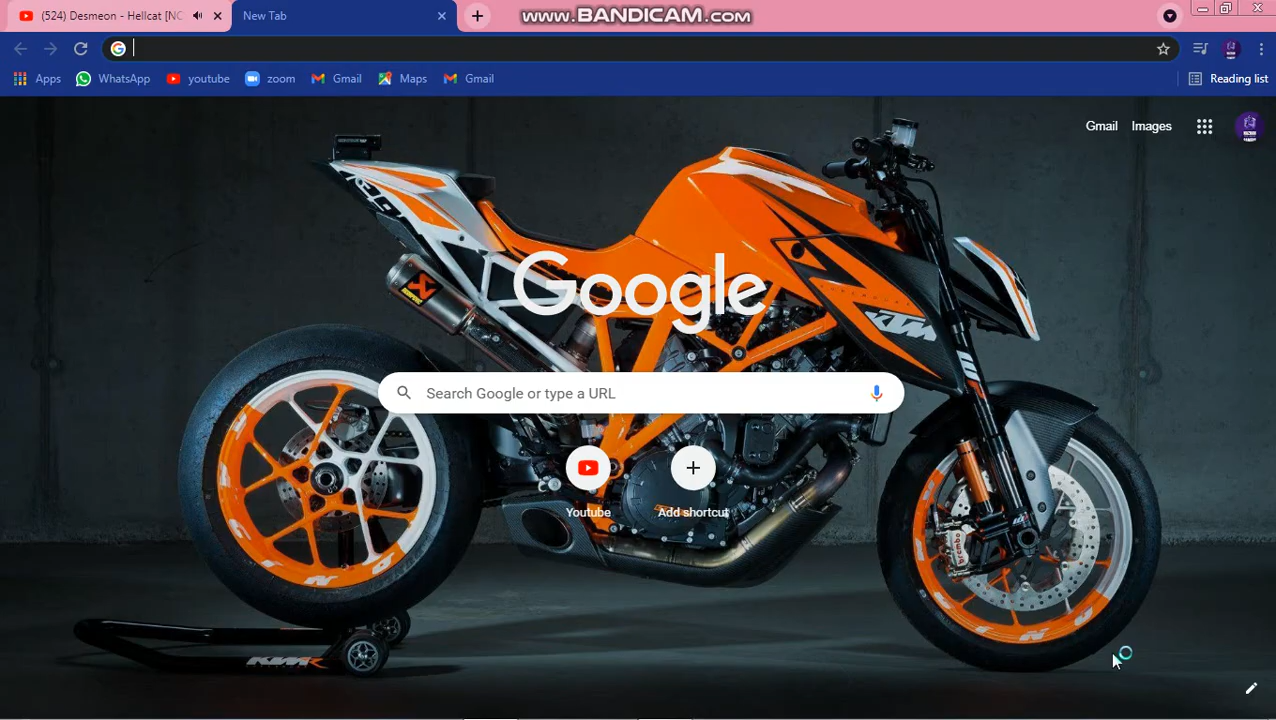 (524) Desmeon - Hellcat [NC
New Tab
www.BANDICAM.com
Apps
WhatsApp
youtube
zoom
Gmail
Maps
Gmail
Reading list
Gmail
Images
Google
KTM
Search Google or type a URL
Youtube
Add shortcut
brembo